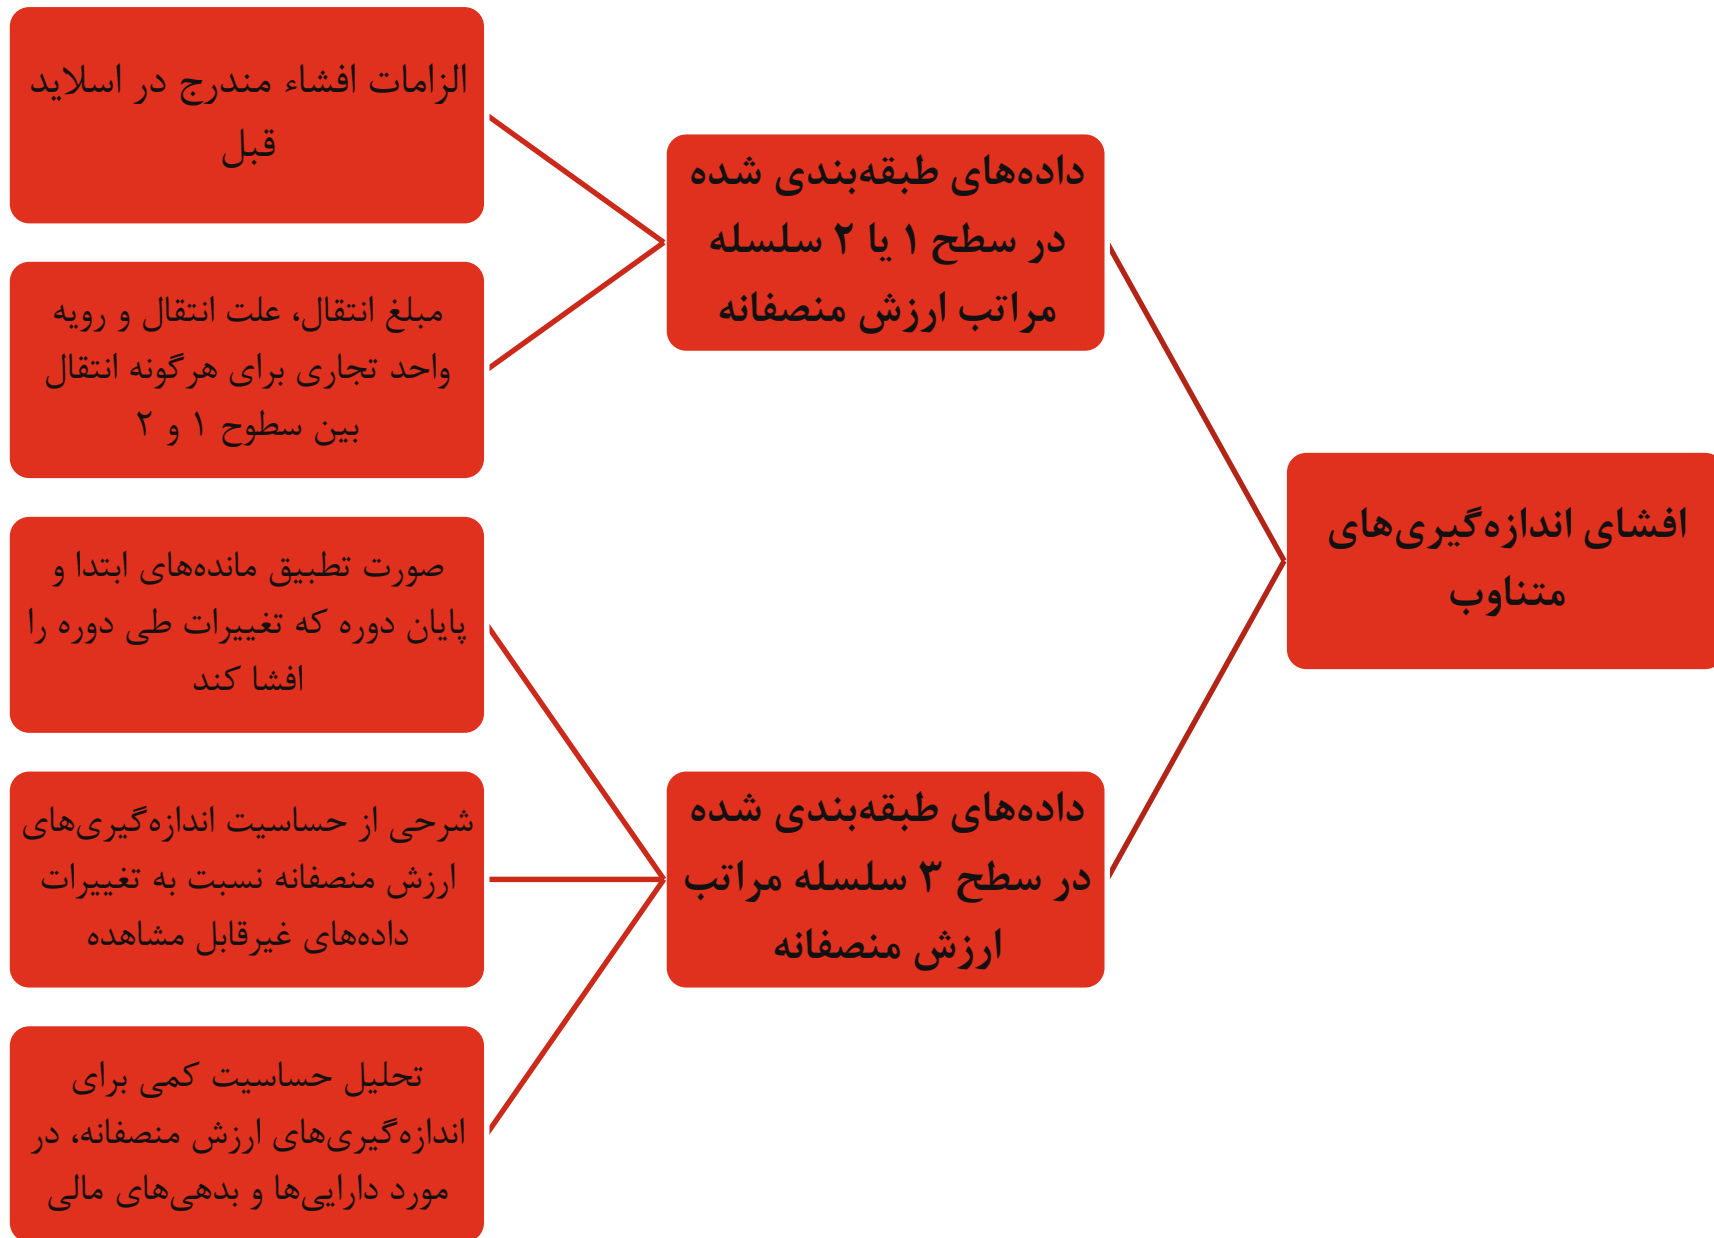 افشای اندازه‌گیری‌های
متناوب
داده‌های طبقه‌بندی شده
در سطح ۱ یا ۲ سلسله
مراتب ارزش منصفانه
الزامات افشاء مندرج در اسلاید
قبل
مبلغ انتقال، علت انتقال و رویه
واحد تجاری برای هرگونه انتقال
بین سطوح ۱ و ۲
داده‌های طبقه‌بندی شده
در سطح ۳ سلسله مراتب
ارزش منصفانه
صورت تطبیق مانده‌های ابتدا و
پایان دوره که تغییرات طی دوره را
افشا کند
شرحی از حساسیت اندازه‌گیری‌های
ارزش منصفانه نسبت به تغییرات
داده‌های غیرقابل مشاهده
تحلیل حساسیت کمی برای
اندازه‌گیری‌های ارزش منصفانه، در
مورد دارایی‌ها و بدهی‌های مالی